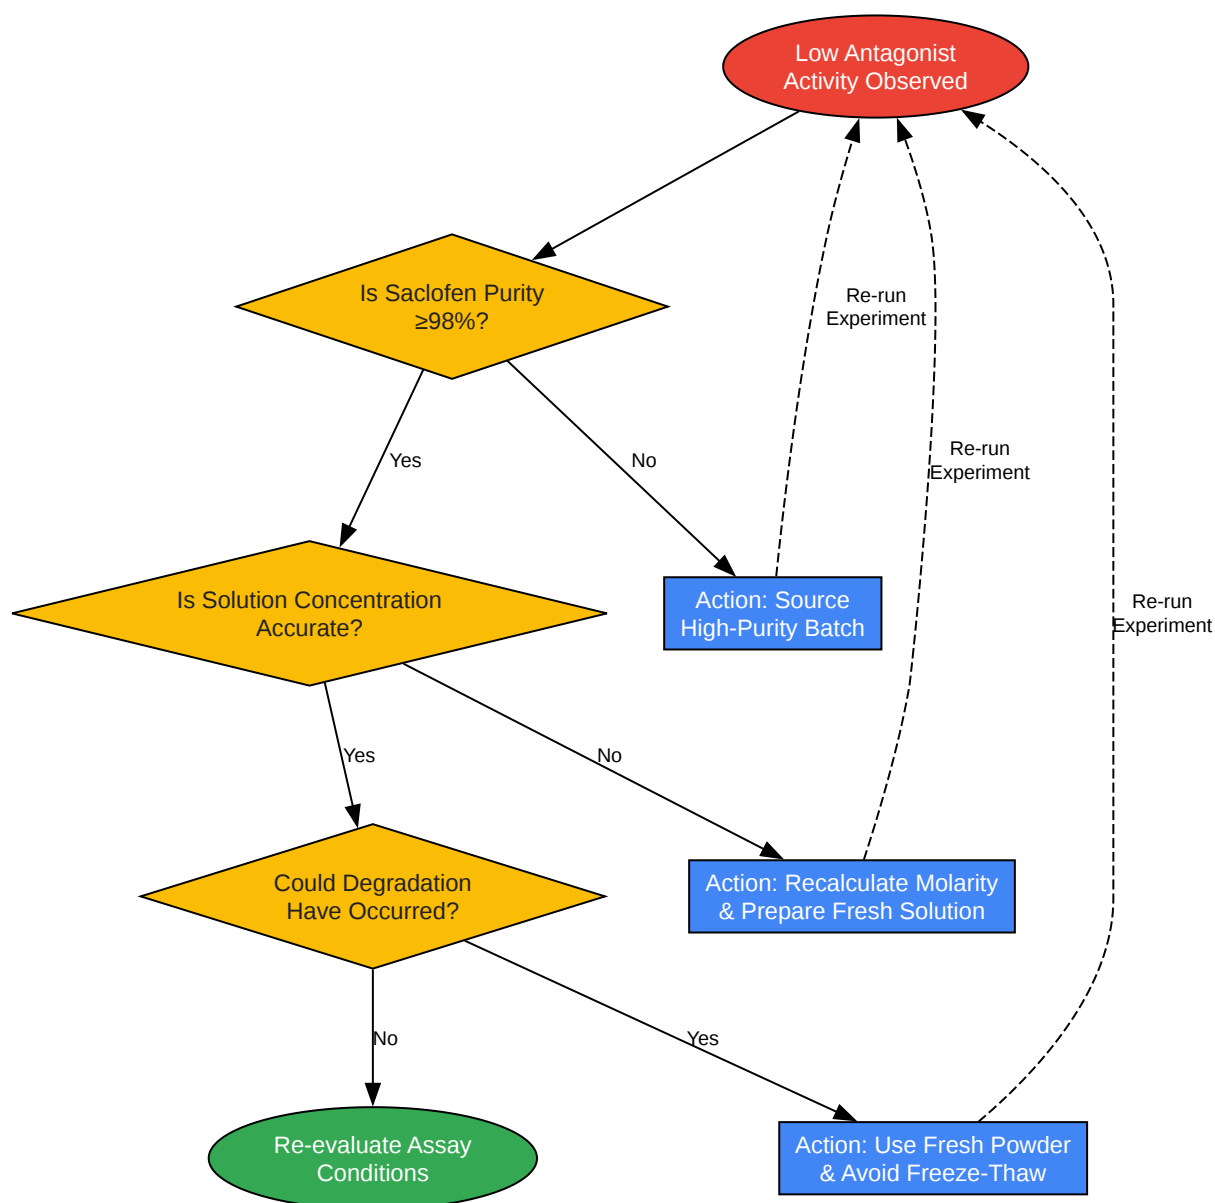 Low Antagonist
Activity Observed
Is Saclofen Purity
≥98%?
Re-run
Experiment
Yes
No
Re-run
Experiment
Is Solution Concentration
Accurate?
Action: Source
High-Purity Batch
Re-run
Experiment
Yes
No
Could Degradation
Have Occurred?
Action: Recalculate Molarity
& Prepare Fresh Solution
No
Yes
Re-evaluate Assay
Conditions
Action: Use Fresh Powder
& Avoid Freeze-Thaw